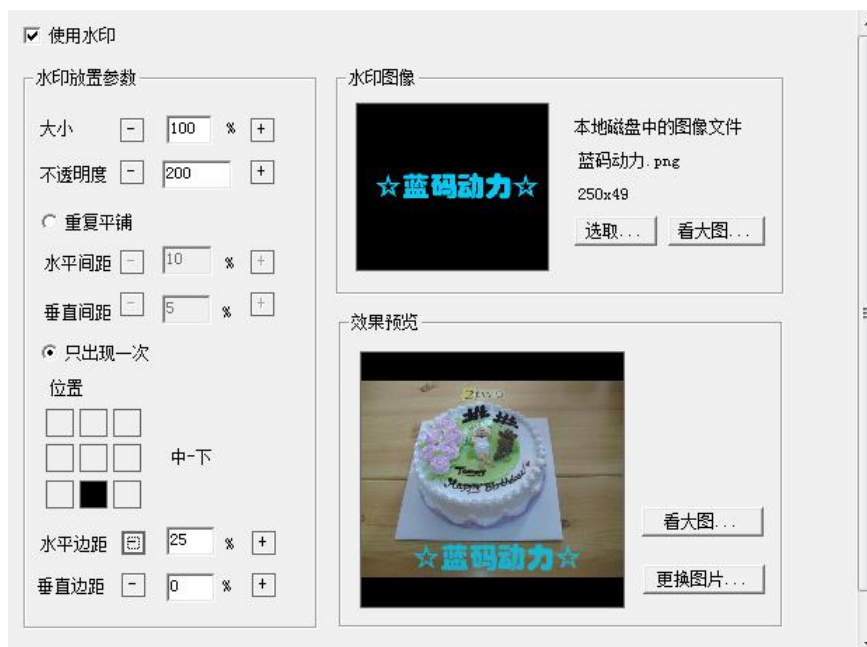 使用水印
水印放置参数
大小 - 100 % +
不透明度 - 200 +
重复平铺
水平间距 - 10 % +
垂直间距 - 5 % +
只出现一次
位置
中-下
水平边距 - 25 % +
垂直边距 - 0 % +
水印图像
☆蓝码动力☆
本地磁盘中的图像文件
蓝码动力.png
250x49
选取... 看大图...
效果预览
Tommy
Happy Birthday!
☆蓝码动力☆
看大图...
更换图片...